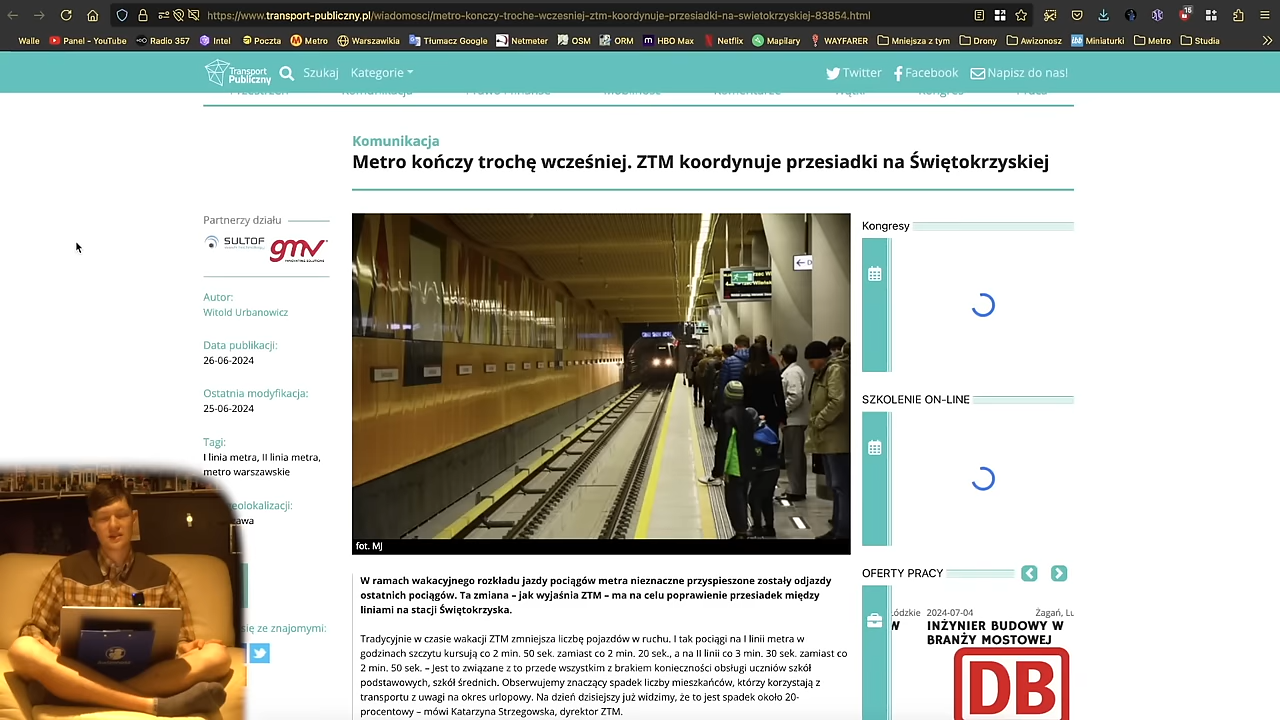 https://www.transport-publiczny.pl/wiadomosci/metro-konczy-troche-wczesniej-ztm-koordynuje-przesiadki-na-swietokrzyskiej-83854.html
15
Walle Panel - YouTube Radio 357 Intel Poczta Metro Warszawikia Tłumacz Google Netmeter OSM ORM HBO Max Netflix Mapilary WAYFARER Mniejsza z tym Drony Awizonosz Miniaturki Metro Studia
Transport Publiczny Szukaj Kategorie Twitter Facebook Napisz do nas!
Komunikacja
Metro kończy trochę wcześniej. ZTM koordynuje przesiadki na Świętokrzyskiej
Partnerzy działu
SULTOF gmv
Autor:
Witold Urbanowicz
Data publikacji:
26-06-2024
Ostatnia modyfikacja:
25-06-2024
Tagi:
I linia metra, II linia metra,
metro warszawskie
eolokalizacji:
zawa
się ze znajomymi:
fot. MJ
W ramach wakacyjnego rozkładu jazdy pociągów metra nieznaczne przyspieszone zostały odjazdy
ostatnich pociągów. Ta zmiana – jak wyjaśnia ZTM – ma na celu poprawienie przesiadek między
liniami na stacji Świętokrzyska.
Tradycyjnie w czasie wakacji ZTM zmniejsza liczbę pojazdów w ruchu. I tak pociągi na I linii metra w
godzinach szczytu kursują co 2 min. 50 sek. zamiast co 2 min. 20 sek., a na II linii co 3 min. 30 sek. zamiast co
2 min. 50 sek. – Jest to związane z to przede wszystkim z brakiem konieczności obsługi uczniów szkół
podstawowych, szkół średnich. Obserwujemy znaczący spadek liczby mieszkańców, którzy korzystają z
transportu z uwagi na okres urlopowy. Na dzień dzisiejszy już widzimy, że to jest spadek około 20-
procentowy – mówi Katarzyna Strzegowska, dyrektor ZTM.
Kongresy
SZKOLENIE ON-LINE
OFERTY PRACY
ódzkie 2024-07-04 Żagań, Lu
W INŻYNIER BUDOWY W
BRANŻY MOSTOWEJ
DB